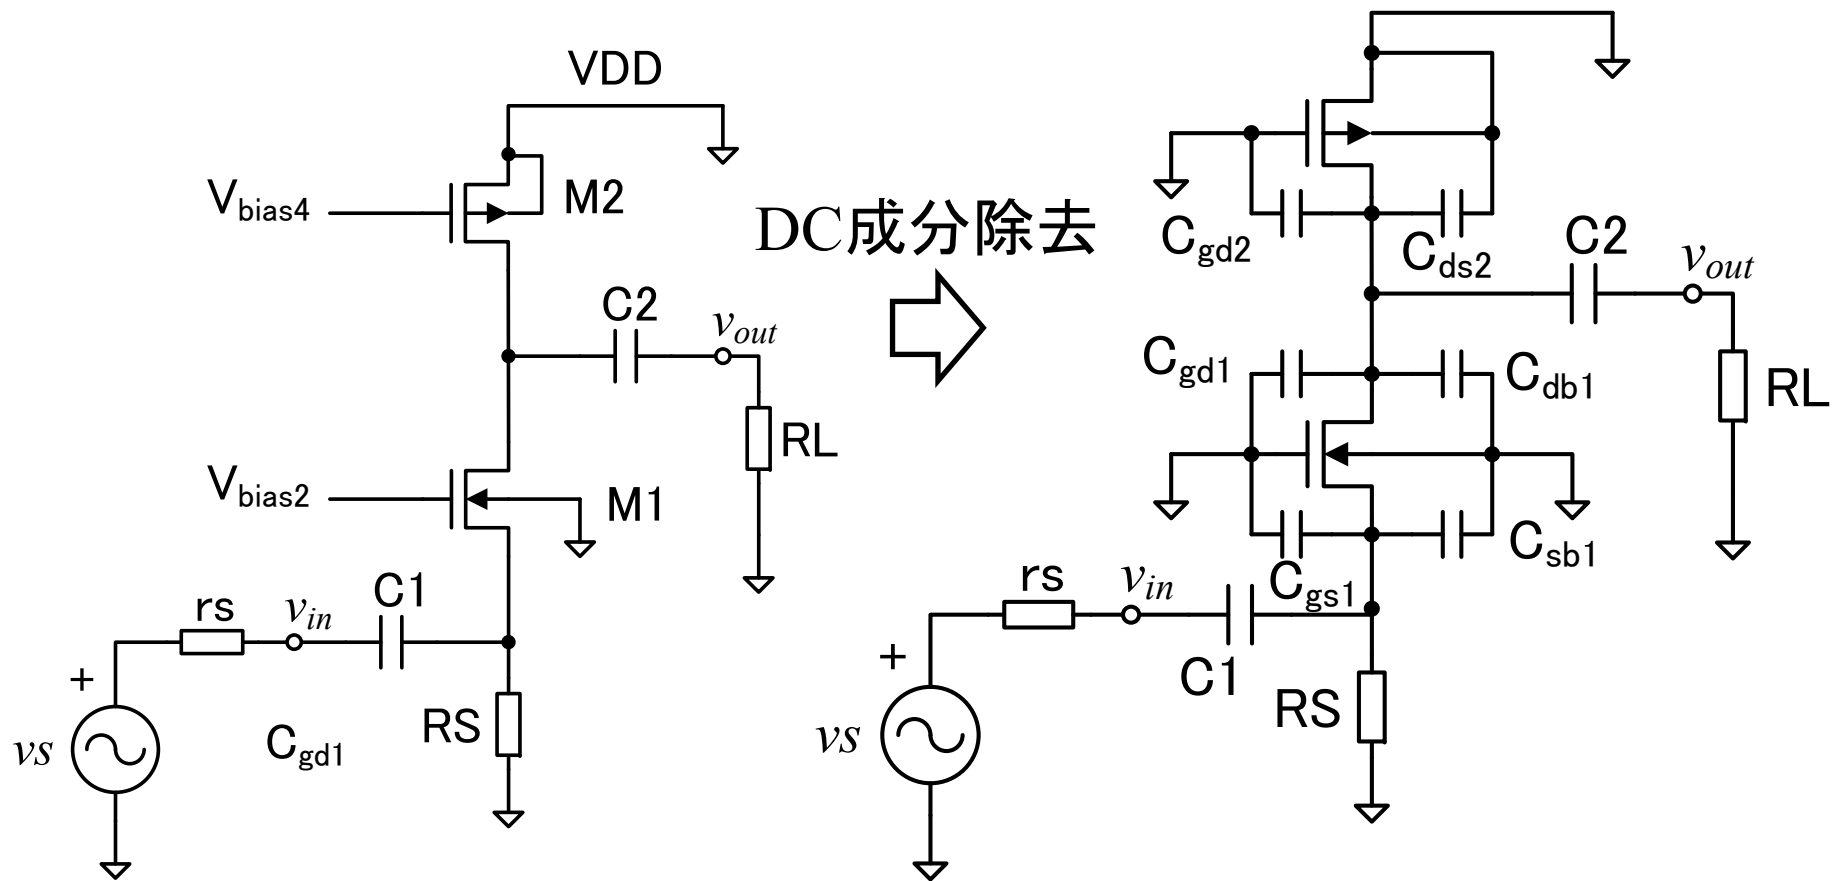 VDD
Vbias4
M2
C2
vout
RL
Vbias2
M1
C1
rs
vin
+
vs
RS
Cgd1
DC成分除去
Cgd2
Cds2
C2
vout
Cgd1
Cdb1
RL
Cgs1
Csb1
rs
vin
C1
+
vs
RS